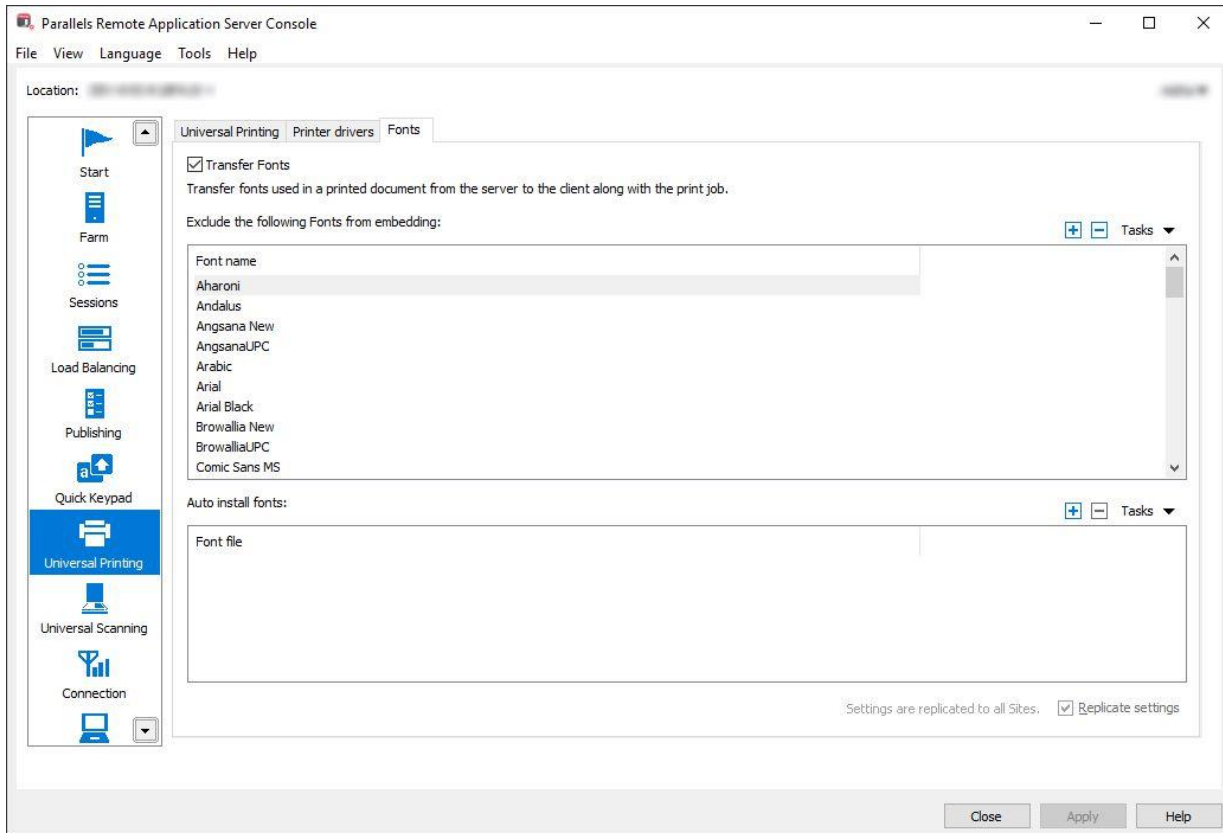 Parallels Remote Application Server Console
File View Language Tools Help
Location:
Start
Farm
Sessions
Load Balancing
Publishing
a
Quick Keypad
Universal Printing
Universal Scanning
Connection
Universal Printing Printer drivers Fonts
Transfer Fonts
Transfer fonts used in a printed document from the server to the client along with the print job.
Exclude the following Fonts from embedding:
Tasks
Font name
Aharoni
Andalus
Angsana New
AngsanaUPC
Arabic
Arial
Arial Black
Browallia New
BrowalliaUPC
Comic Sans MS
Auto install fonts:
Tasks
Font file
Settings are replicated to all Sites. Replicate settings
Close Apply Help